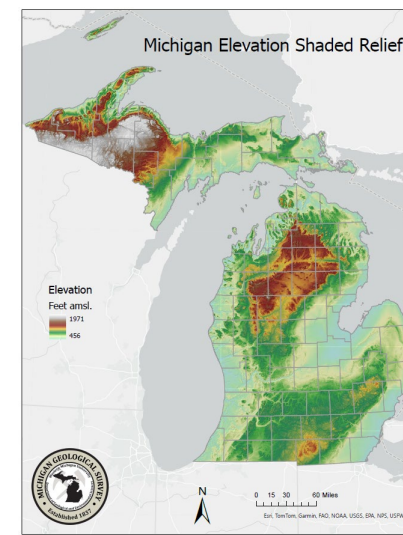 Michigan Elevation Shaded Relief
Elevation
Feet amsl.
1971
456
MICHIGAN GEOLOGICAL SURVEY
Established 1837
N
0 15 30 60 Miles
Esri, TomTom, Garmin, FAO, NOAA, USGS, EPA, NPS, USFW